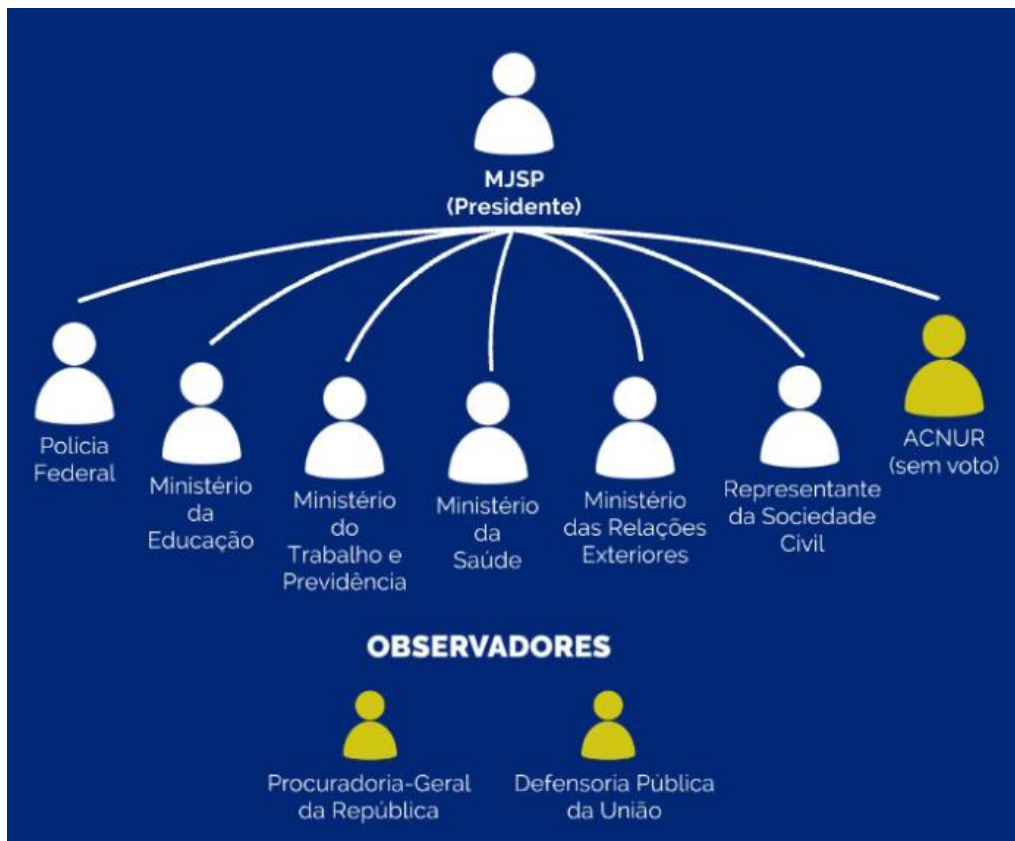 MJSP
(Presidente)
Polícia
Federal
Ministério
da
Educação
Ministério
do
Trabalho e
Previdência
Ministério
da
Saúde
Ministério
das Relações
Exteriores
Representante
da Sociedade
Civil
ACNUR
(sem voto)
OBSERVADORES
Procuradoria-Geral
da República
Defensoria Pública
da União